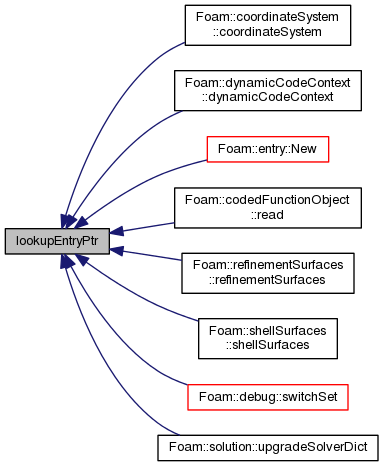 Foam::coordinateSystem
::coordinateSystem
Foam::dynamicCodeContext
::dynamicCodeContext
Foam::entry::New
Foam::codedFunctionObject
::read
lookupEntryPtr
Foam::refinementSurfaces
::refinementSurfaces
Foam::shellSurfaces
::shellSurfaces
Foam::debug::switchSet
Foam::solution::upgradeSolverDict